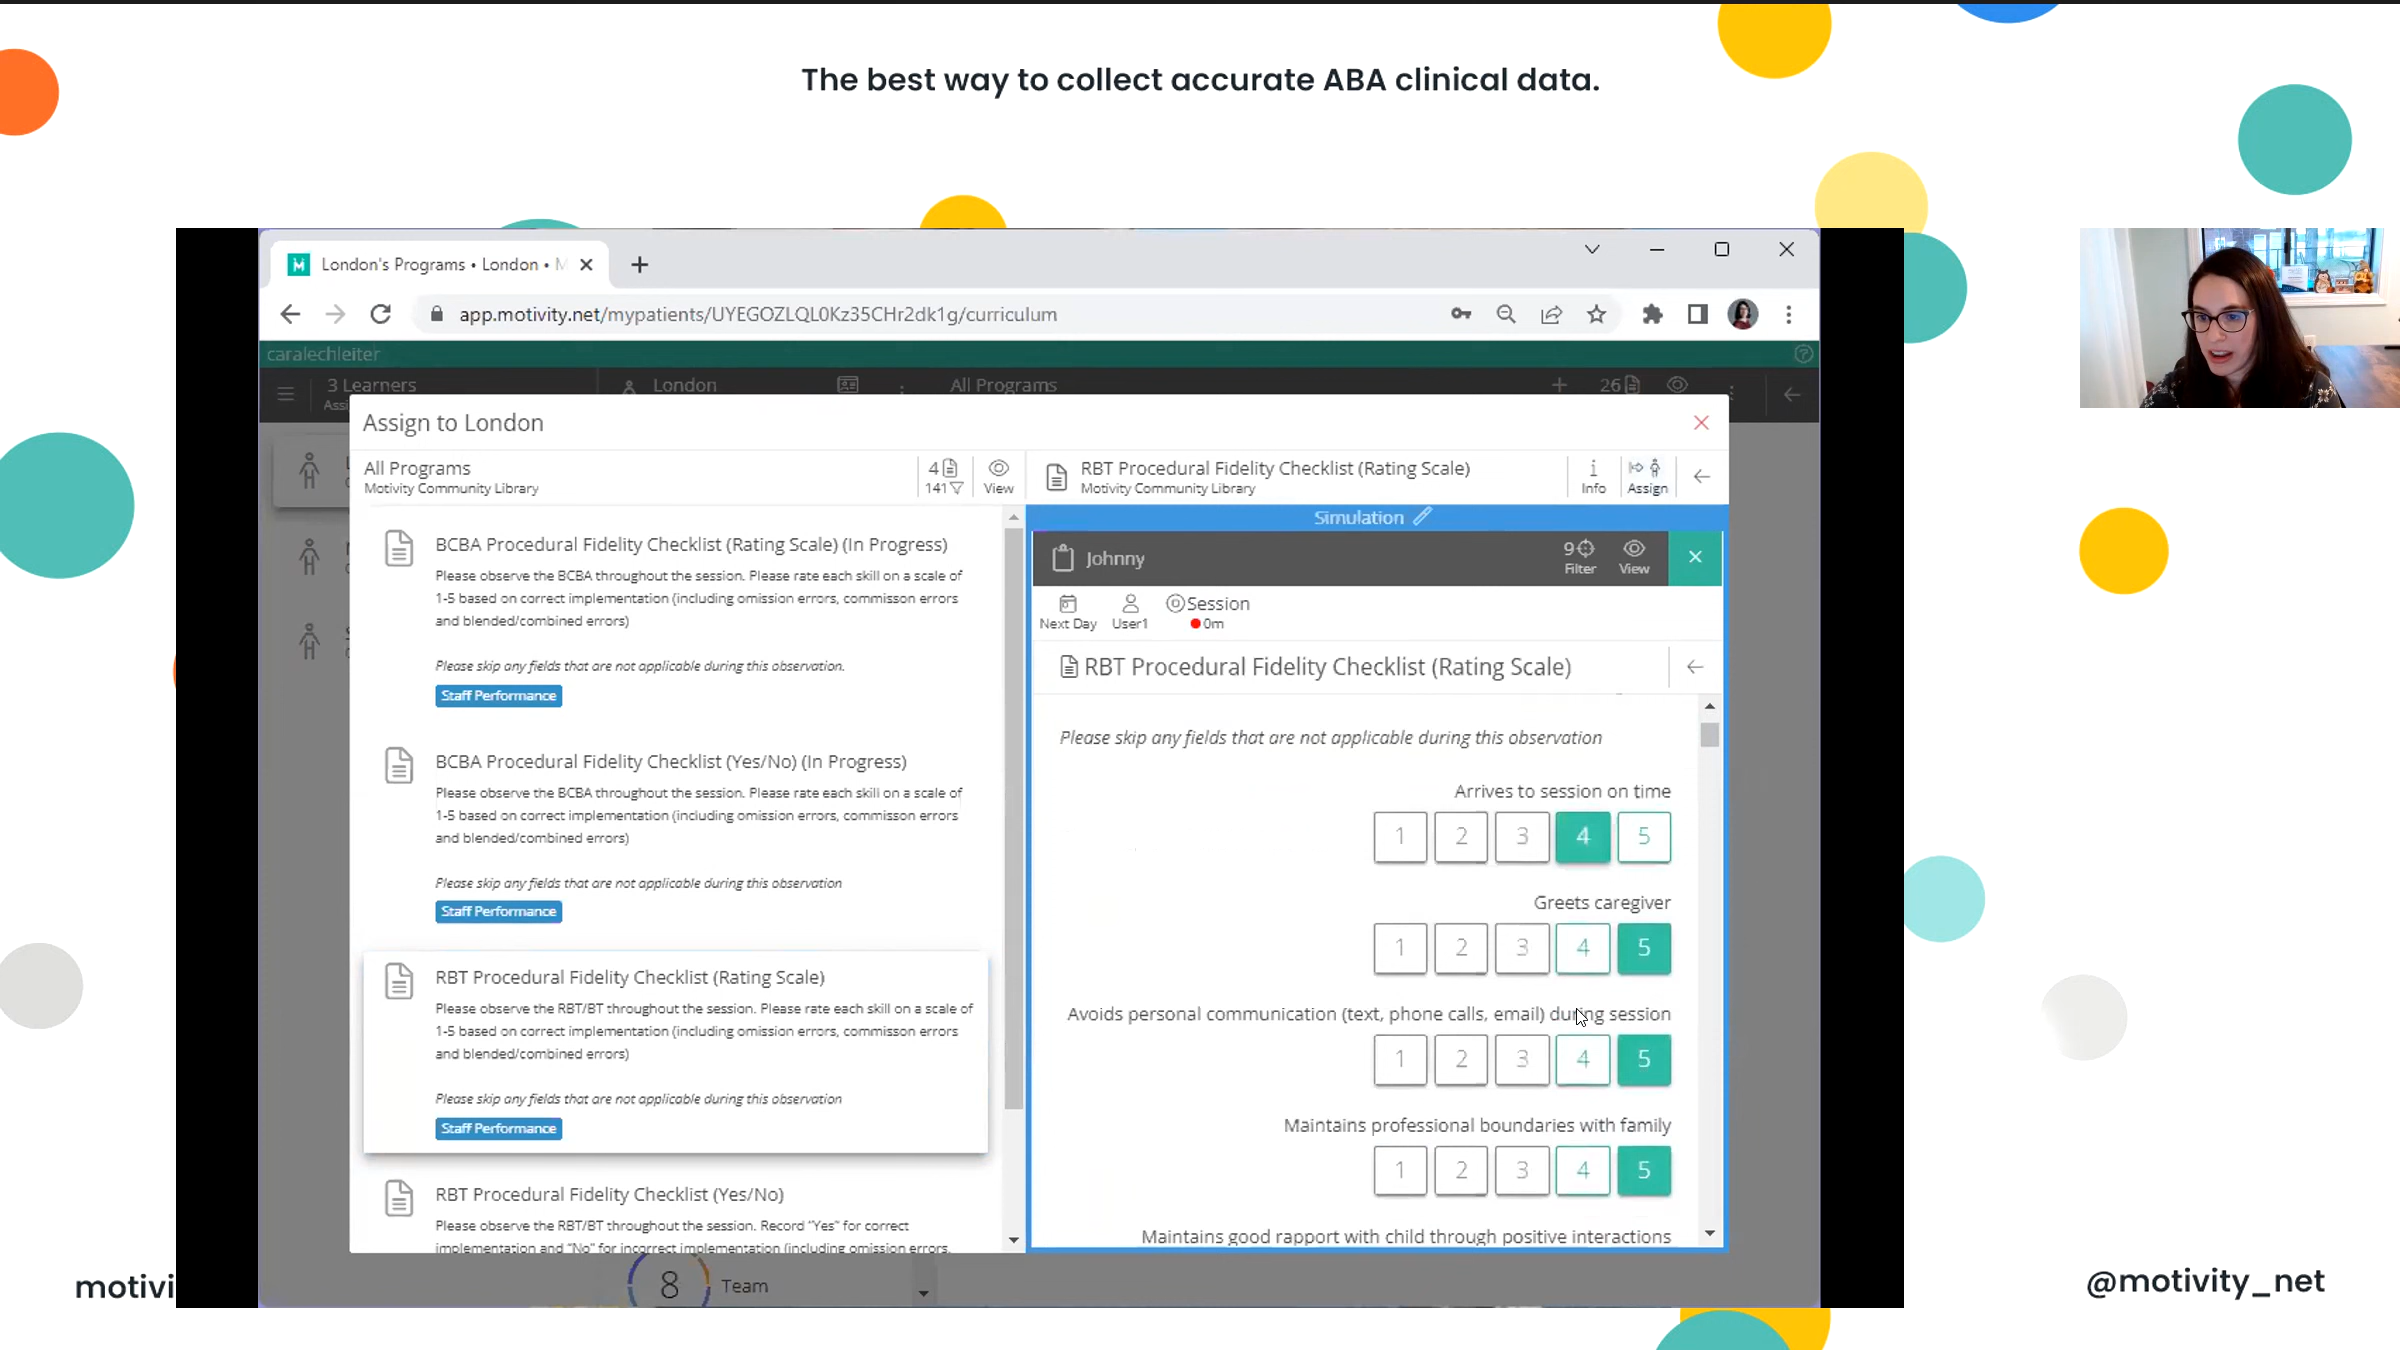 The best way to collect accurate ABA clinical data.
London's Programs • London • M
app.motivity.net/mypatients/UYEGOZLQL0Kz35CHr2dk1g/curriculum
caralechleiter
3 Learners
London
All Programs
26
Assi
Assign to London
All Programs
Motivity Community Library
4
141
View
RBT Procedural Fidelity Checklist (Rating Scale)
Motivity Community Library
Info
Assign
Simulation
BCBA Procedural Fidelity Checklist (Rating Scale) (In Progress)
Please observe the BCBA throughout the session. Please rate each skill on a scale of
1-5 based on correct implementation (including omission errors, commisson errors
and blended/combined errors)
Please skip any fields that are not applicable during this observation.
Staff Performance
BCBA Procedural Fidelity Checklist (Yes/No) (In Progress)
Please observe the BCBA throughout the session. Please rate each skill on a scale of
1-5 based on correct implementation (including omission errors, commisson errors
and blended/combined errors)
Please skip any fields that are not applicable during this observation
Staff Performance
RBT Procedural Fidelity Checklist (Rating Scale)
Please observe the RBT/BT throughout the session. Please rate each skill on a scale of
1-5 based on correct implementation (including omission errors, commisson errors
and blended/combined errors)
Please skip any fields that are not applicable during this observation
Staff Performance
RBT Procedural Fidelity Checklist (Yes/No)
Please observe the RBT/BT throughout the session. Record "Yes" for correct
implementation and "No" for incorrect implementation (including omission errors,
Johnny
9
Filter
View
Next Day
User1
Session
0m
RBT Procedural Fidelity Checklist (Rating Scale)
Please skip any fields that are not applicable during this observation
Arrives to session on time
1 2 3 4 5
Greets caregiver
1 2 3 4 5
Avoids personal communication (text, phone calls, email) during session
1 2 3 4 5
Maintains professional boundaries with family
1 2 3 4 5
Maintains good rapport with child through positive interactions
8
Team
motivi
@motivity_net